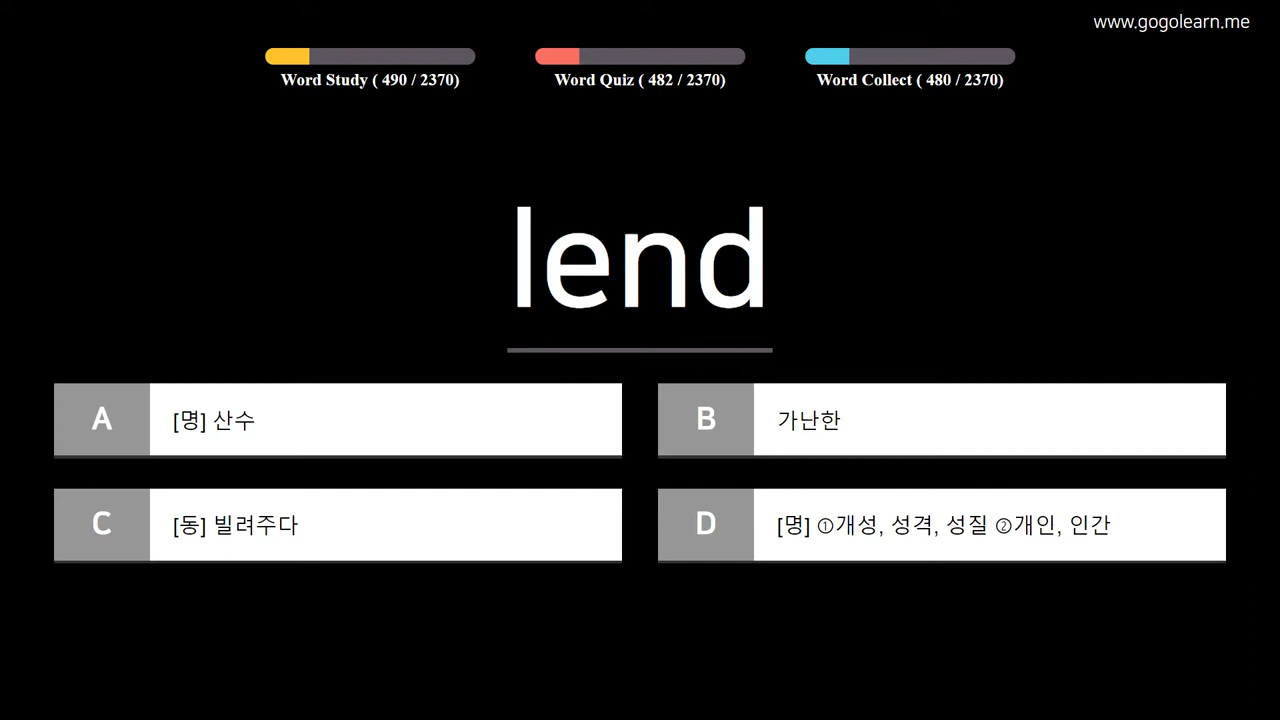 www.gogolearn.me
Word Study ( 490 / 2370)
Word Quiz ( 482 / 2370)
Word Collect ( 480 / 2370)
lend
A [명] 산수
B 가난한
C [동] 빌려주다
D [명] ①개성, 성격, 성질 ②개인, 인간